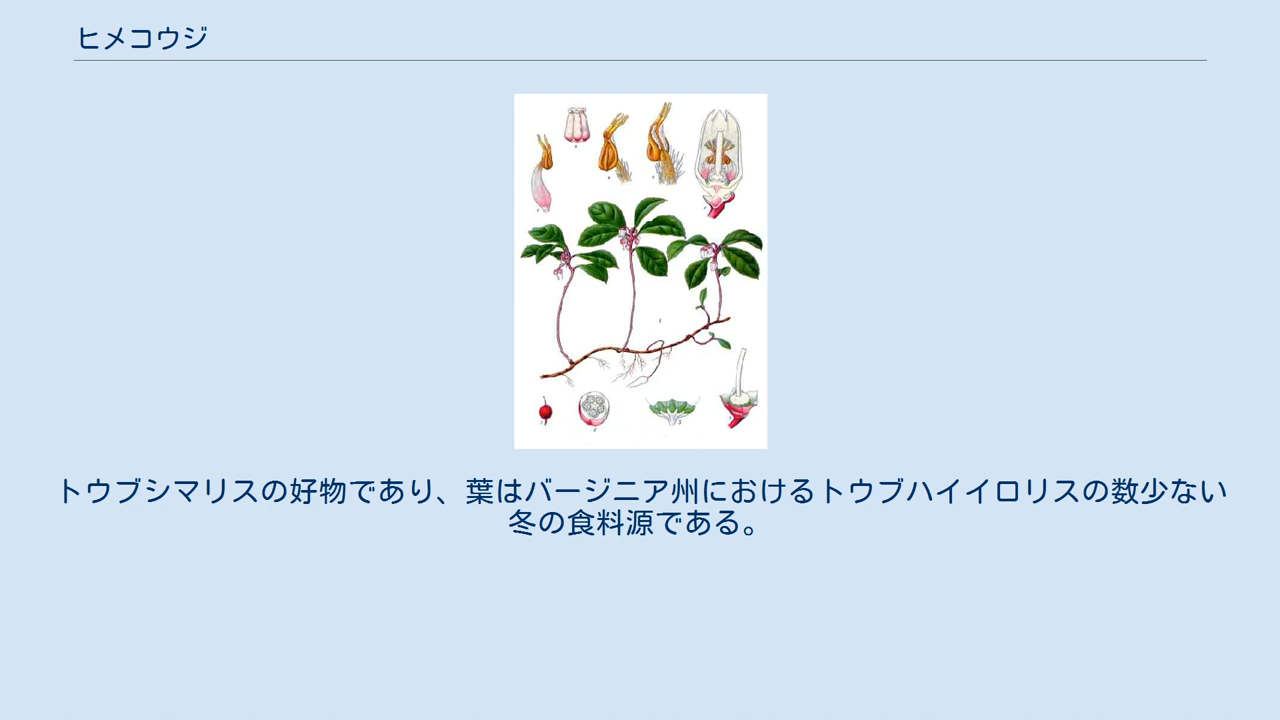 ヒメコウジ
トウブシマリスの好物であり、葉はバージニア州におけるトウブハイイロリスの数少ない
冬の食料源である。